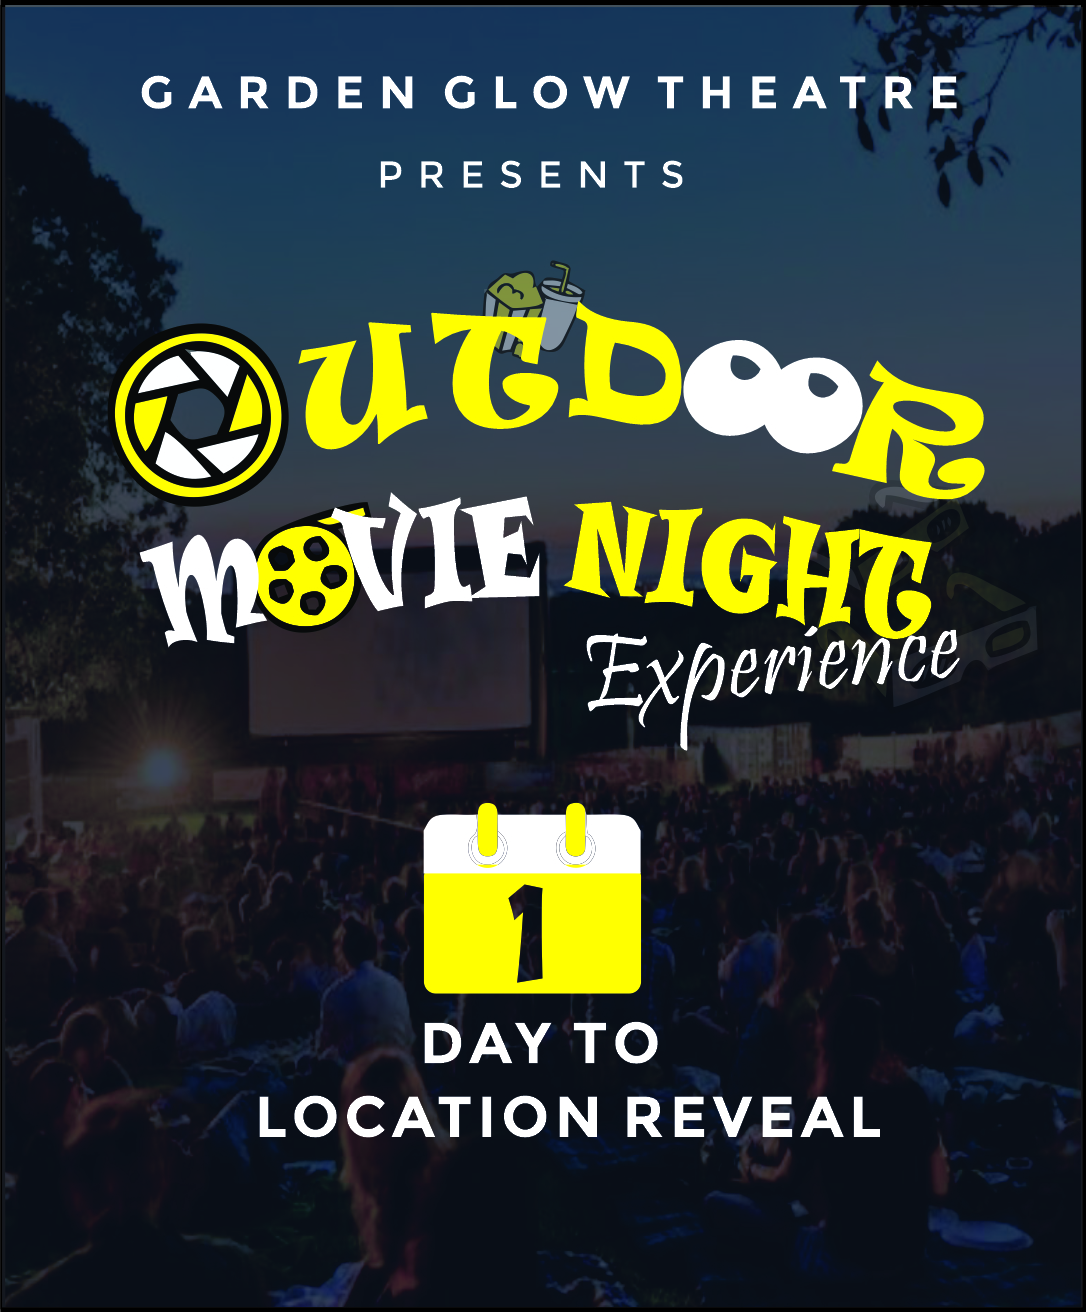 GARDEN GLOW THEATRE
PRESENTS
OUTDOOR
MOVIE NIGHT
Experience
1
DAY TO
LOCATION REVEAL